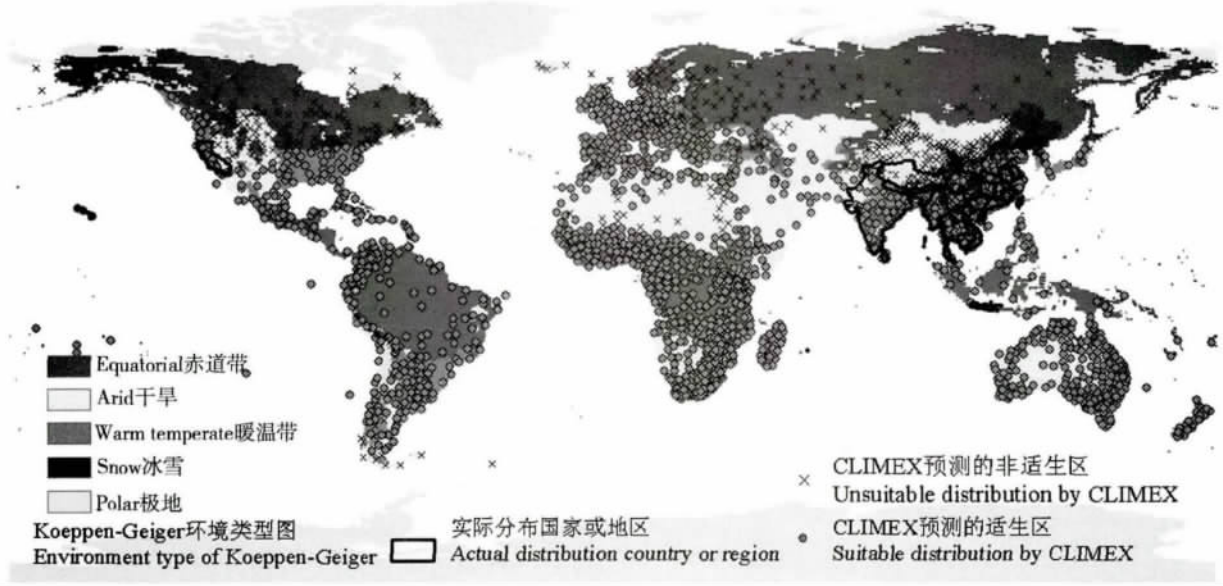 Equatorial赤道带
Arid干旱
Warm temperate暖温带
Snow冰雪
Polar极地
Koeppen-Geiger环境类型图
Environment type of Koeppen-Geiger
实际分布国家或地区
Actual distribution country or region
CLIMEX预测的非适生区
Unsuitable distribution by CLIMEX
CLIMEX预测的适生区
Suitable distribution by CLIMEX